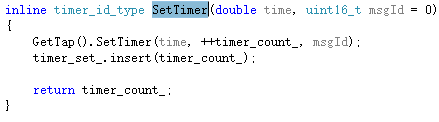 inline timer_id_type SetTimer(double time, uint16_t msgId = 0)
{
    GetTap().SetTimer(time, ++timer_count_, msgId);
    timer_set_.insert(timer_count_);

    return timer_count_;
}